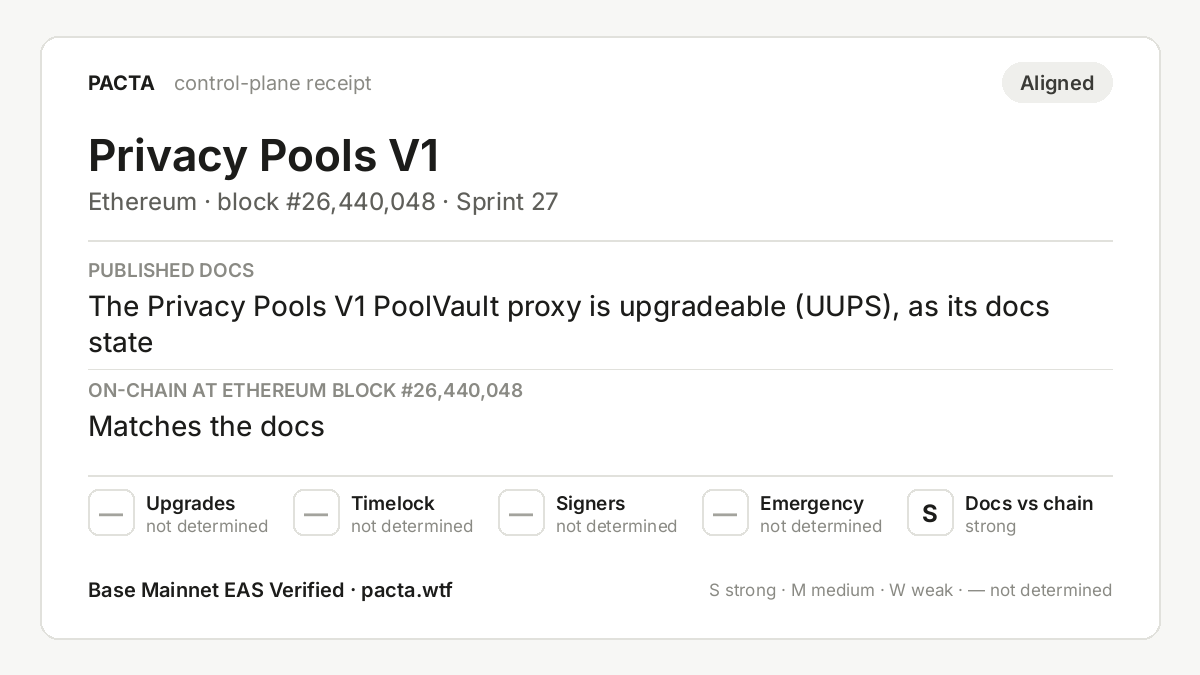 PACTA control-plane receipt Aligned
Privacy Pools V1
Ethereum · block #26,440,048 · Sprint 27
PUBLISHED DOCS
The Privacy Pools V1 PoolVault proxy is upgradeable (UUPS), as its docs
state
ON-CHAIN AT ETHEREUM BLOCK #26,440,048
Matches the docs
— Upgrades — Timelock — Signers — Emergency S Docs vs chain
not determined not determined not determined not determined strong
Base Mainnet EAS Verified · pacta.wtf S strong · M medium · W weak · — not determined